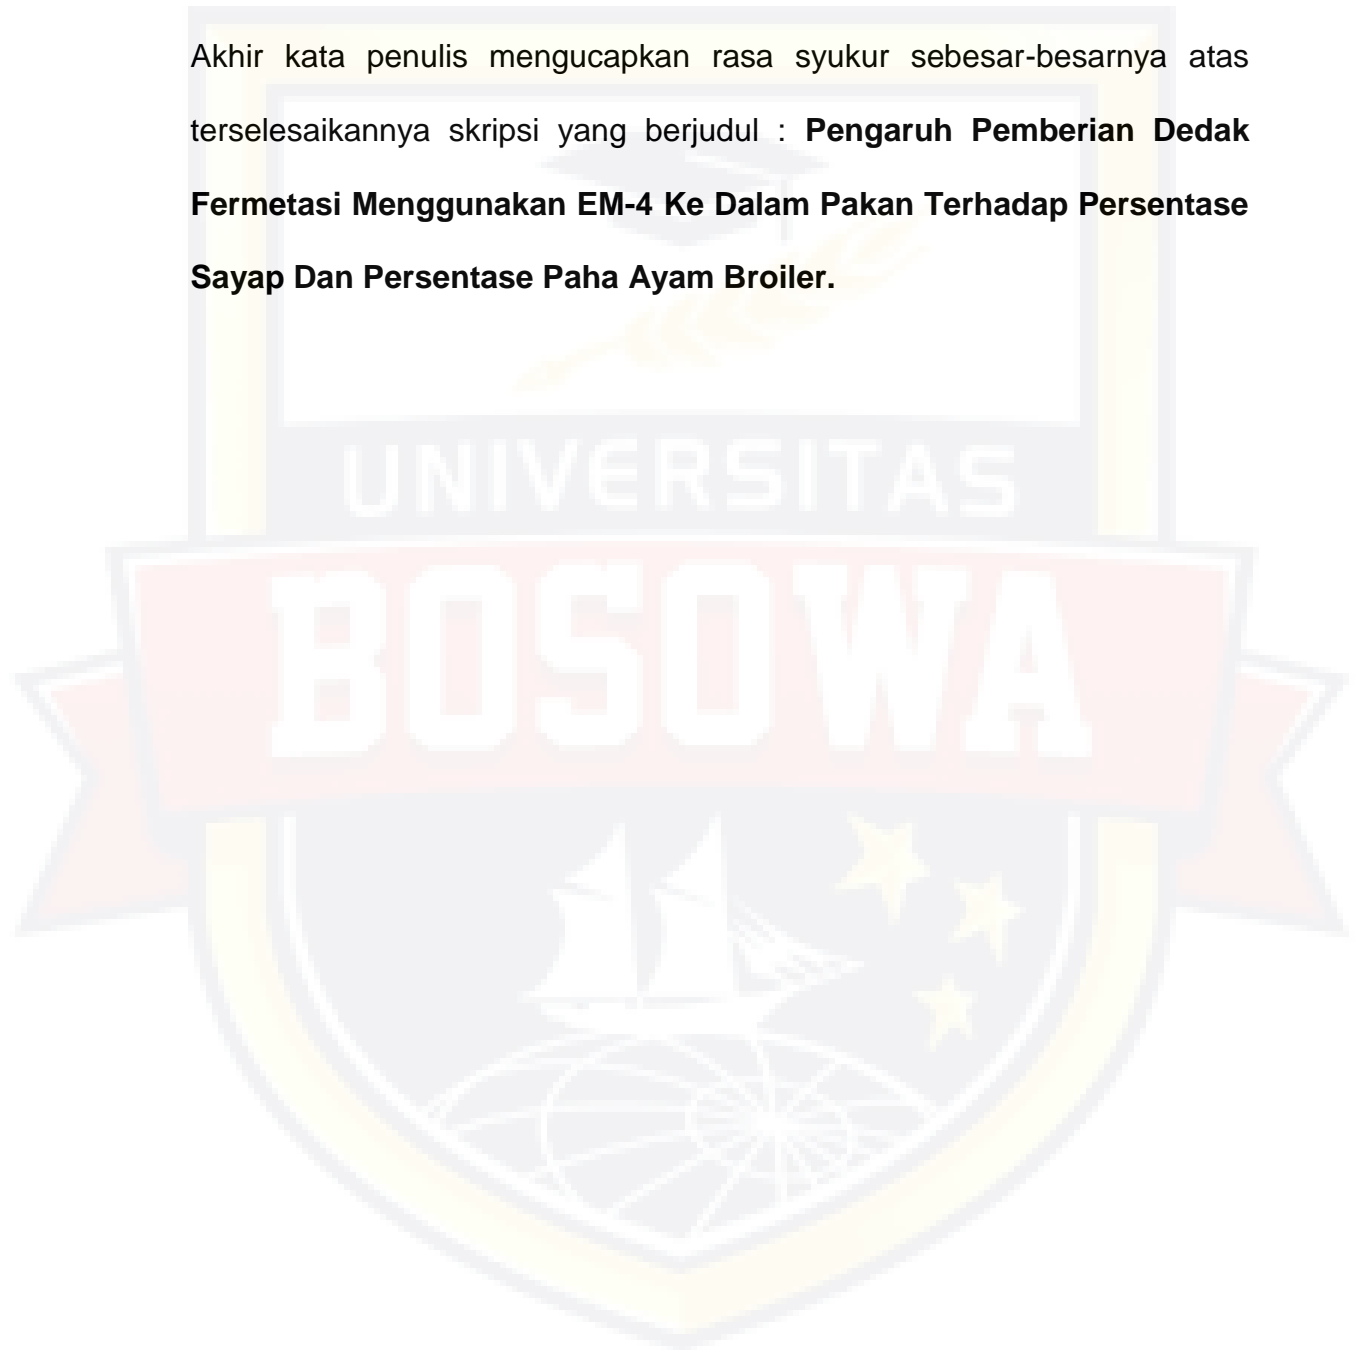 Akhir kata penulis mengucapkan rasa syukur sebesar-besarnya atas
terselesaikannya skripsi yang berjudul : Pengaruh Pemberian Dedak
Fermetasi Menggunakan EM-4 Ke Dalam Pakan Terhadap Persentase
Sayap Dan Persentase Paha Ayam Broiler.
UNIVERSITAS
BOSOWA